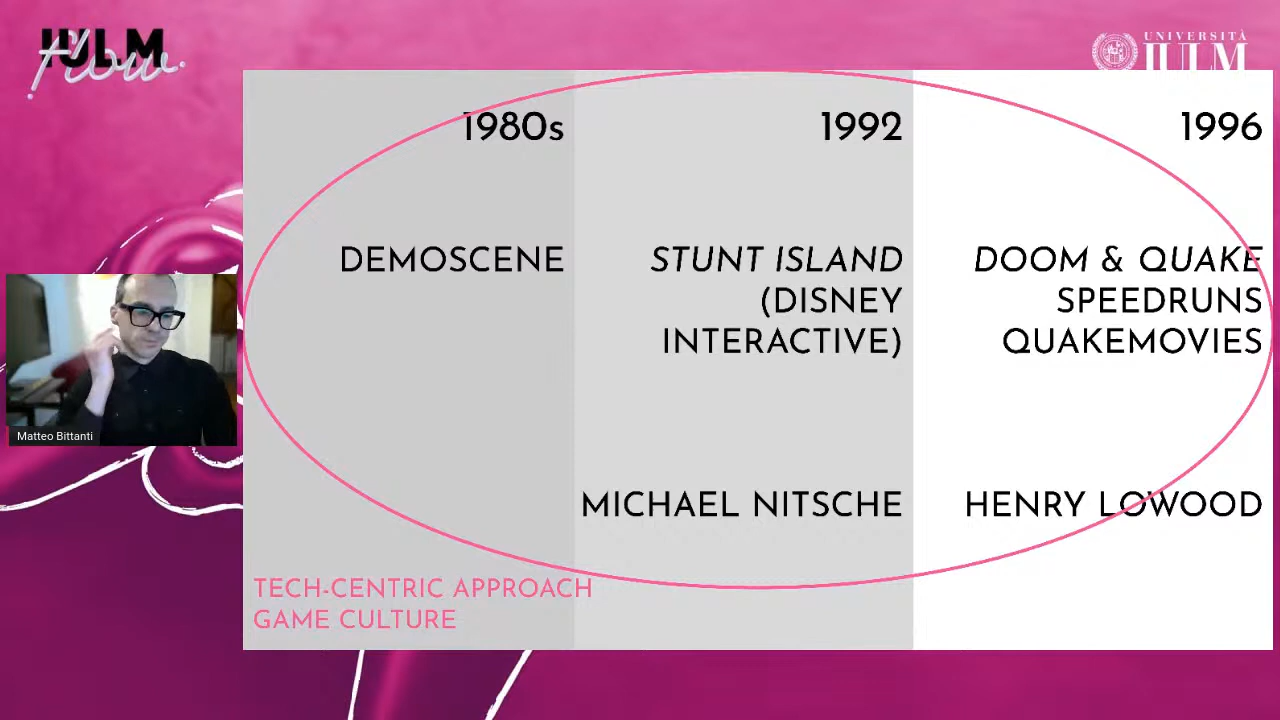 IULM
flow.
UNIVERSITÀ
IULM
1980s
1992
1996
DEMOSCENE
STUNT ISLAND
(DISNEY
INTERACTIVE)
DOOM & QUAKE
SPEEDRUNS
QUAKEMOVIES
MICHAEL NITSCHE
HENRY LOWOOD
TECH-CENTRIC APPROACH
GAME CULTURE
Matteo Bittanti